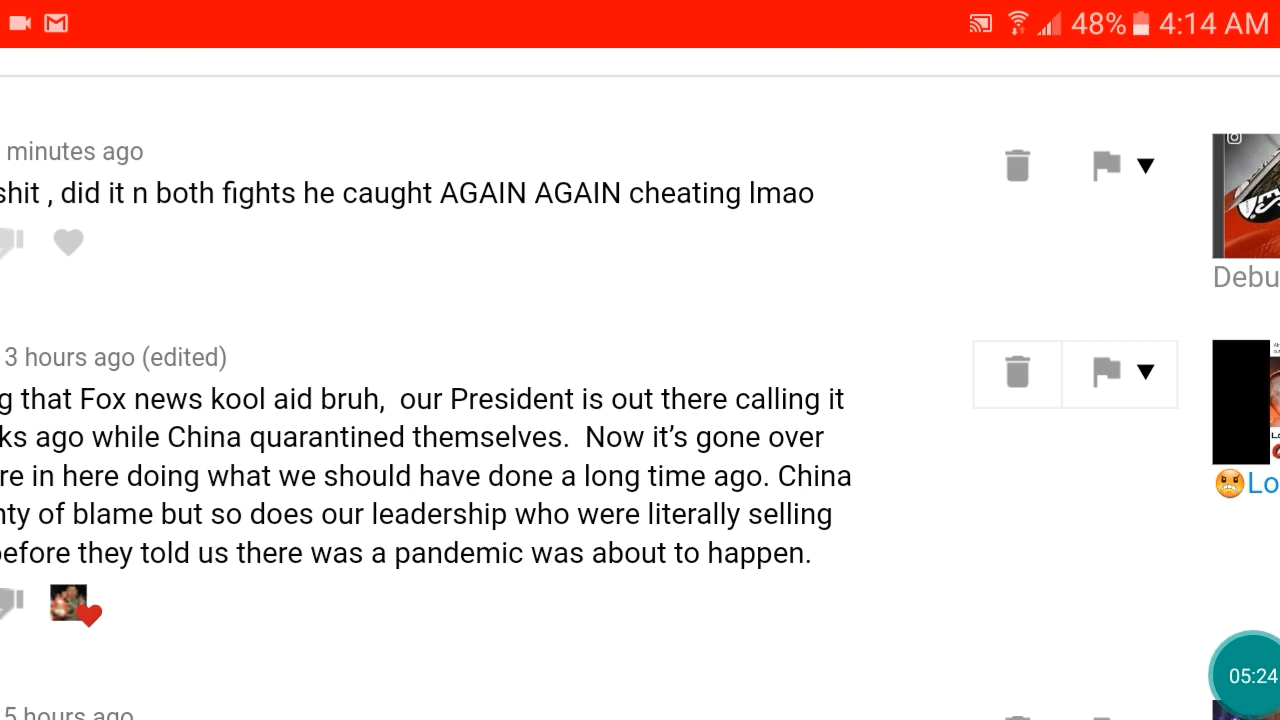 48% 4:14 AM
minutes ago
shit , did it n both fights he caught AGAIN AGAIN cheating lmao
Debu
3 hours ago (edited)
g that Fox news kool aid bruh,  our President is out there calling it
ks ago while China quarantined themselves.  Now it’s gone over
re in here doing what we should have done a long time ago. China
nty of blame but so does our leadership who were literally selling
before they told us there was a pandemic was about to happen.
Lo
05:24
5 hours ago